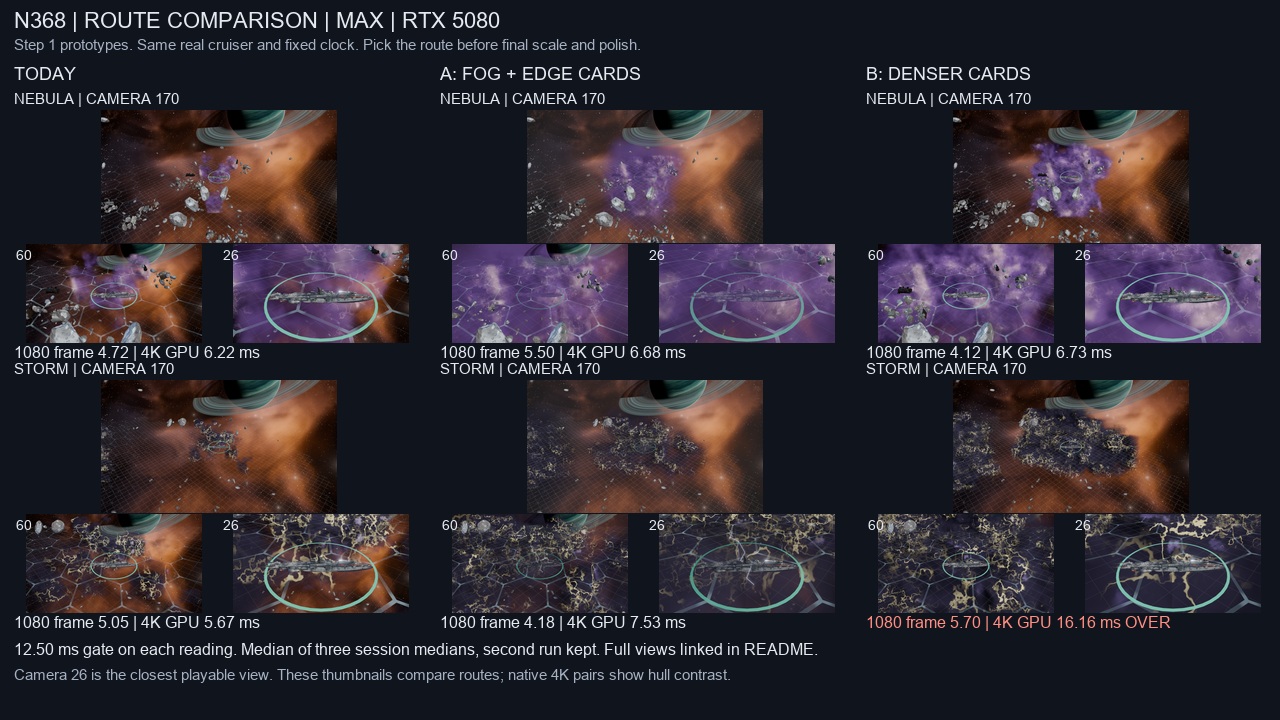 N368 | ROUTE COMPARISON | MAX | RTX 5080
Step 1 prototypes. Same real cruiser and fixed clock. Pick the route before final scale and polish.
TODAY
A: FOG + EDGE CARDS
B: DENSER CARDS
NEBULA | CAMERA 170
NEBULA | CAMERA 170
NEBULA | CAMERA 170
60
26
60
26
60
26
1080 frame 4.72 | 4K GPU 6.22 ms
1080 frame 5.50 | 4K GPU 6.68 ms
1080 frame 4.12 | 4K GPU 6.73 ms
STORM | CAMERA 170
STORM | CAMERA 170
STORM | CAMERA 170
60
26
60
26
60
26
1080 frame 5.05 | 4K GPU 5.67 ms
1080 frame 4.18 | 4K GPU 7.53 ms
1080 frame 5.70 | 4K GPU 16.16 ms OVER
12.50 ms gate on each reading. Median of three session medians, second run kept. Full views linked in README.
Camera 26 is the closest playable view. These thumbnails compare routes; native 4K pairs show hull contrast.